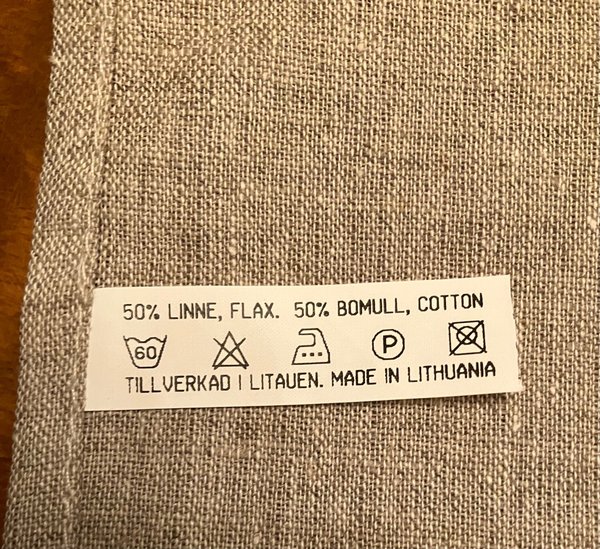 50% LINNE, FLAX. 50% BOMULL, COTTON
60 P
TILLVERKAD I LITAUEN. MADE IN LITHUANIA